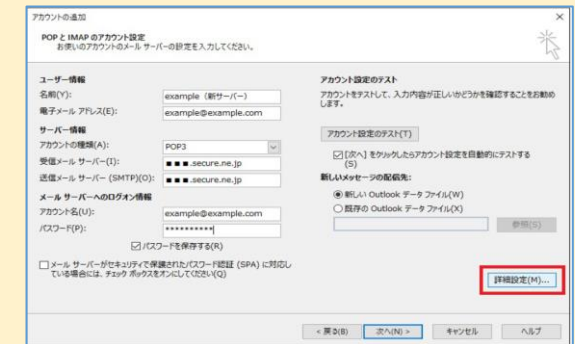 アカウントの追加
×
POP と IMAP のアカウント設定
お使いのアカウントのメール サーバーの設定を入力してください。
ユーザー情報
名前(Y):
example（新サーバー）
電子メール アドレス(E):
example@example.com
サーバー情報
アカウントの種類(A):
POP3
受信メール サーバー(I):
■■■.secure.ne.jp
送信メール サーバー (SMTP)(O):
■■■.secure.ne.jp
メール サーバーへのログオン情報
アカウント名(U):
example@example.com
パスワード(P):
**********
パスワードを保存する(R)
メール サーバーがセキュリティで保護されたパスワード認証 (SPA) に対応し
ている場合には、チェック ボックスをオンにしてください(Q)
アカウント設定のテスト
アカウントをテストして、入力内容が正しいかどうかを確認することをお勧め
します。
アカウント設定のテスト(T)
[次へ] をクリックしたらアカウント設定を自動的にテストする
(S)
新しいメッセージの配信先:
新しい Outlook データ ファイル(W)
既存の Outlook データ ファイル(X)
参照(S)
詳細設定(M)...
< 戻る(B)
次へ(N) >
キャンセル
ヘルプ